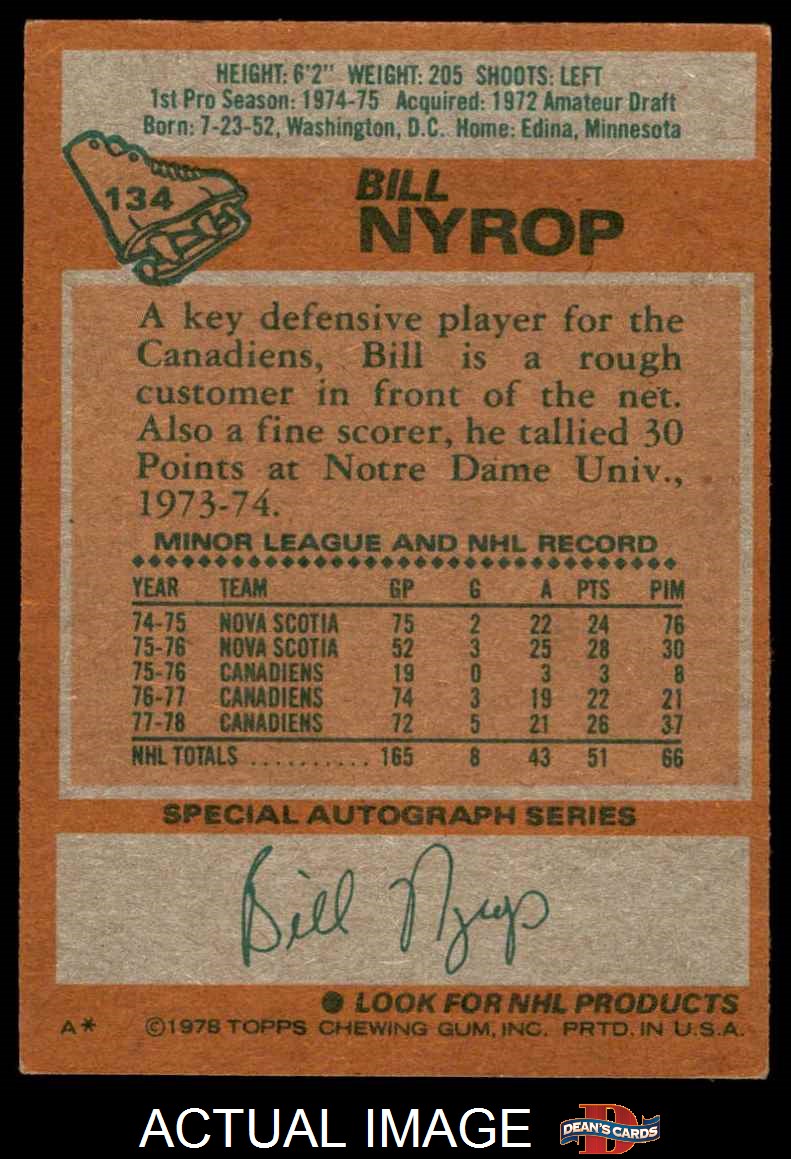 HEIGHT: 6'2" WEIGHT: 205 SHOOTS: LEFT
1st Pro Season: 1974-75 Acquired: 1972 Amateur Draft
Born: 7-23-52, Washington, D.C. Home: Edina, Minnesota
134
BILL
NYROP
A key defensive player for the
Canadiens, Bill is a rough
customer in front of the net.
Also a fine scorer, he tallied 30
Points at Notre Dame Univ.,
1973-74.
MINOR LEAGUE AND NHL RECORD
YEAR TEAM GP G A PTS PIM
74-75 NOVA SCOTIA 75 2 22 24 76
75-76 NOVA SCOTIA 52 3 25 28 30
75-76 CANADIENS 19 0 3 3 8
76-77 CANADIENS 74 3 19 22 21
77-78 CANADIENS 72 5 21 26 37
NHL TOTALS .......... 165 8 43 51 66
SPECIAL AUTOGRAPH SERIES
Bill Nyrop
● LOOK FOR NHL PRODUCTS
A* ©1978 TOPPS CHEWING GUM, INC. PRTD. IN U.S.A.
ACTUAL IMAGE
D
DEAN'S CARDS